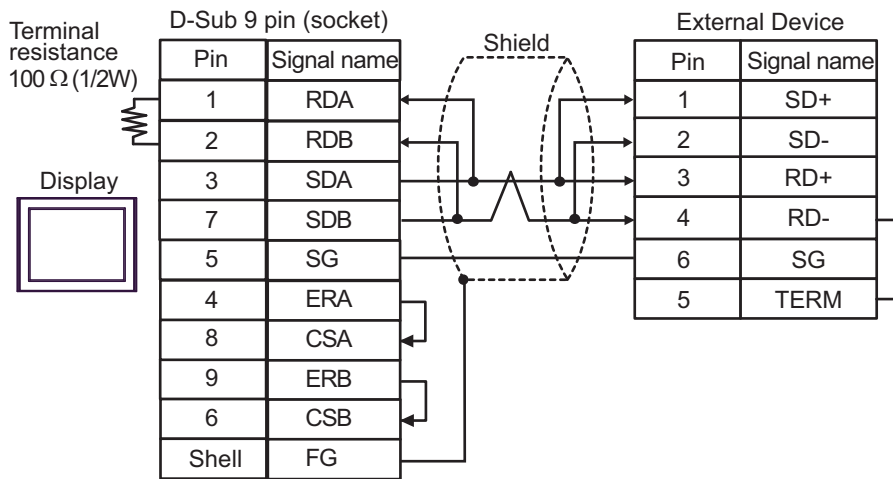 Terminal
resistance
100 Ω (1/2W)
Display
D-Sub 9 pin (socket)
Pin Signal name
1 RDA
2 RDB
3 SDA
7 SDB
5 SG
4 ERA
8 CSA
9 ERB
6 CSB
Shell FG
Shield
External Device
Pin Signal name
1 SD+
2 SD-
3 RD+
4 RD-
6 SG
5 TERM